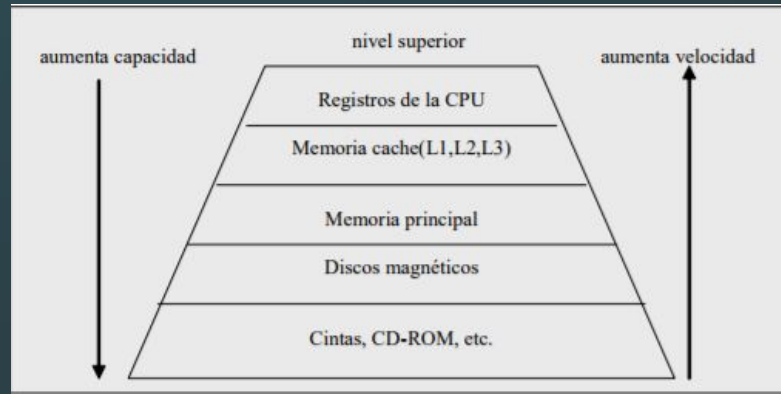 nivel superior
aumenta capacidad
aumenta velocidad
Registros de la CPU
Memoria cache(L1,L2,L3)
Memoria principal
Discos magnéticos
Cintas, CD-ROM, etc.